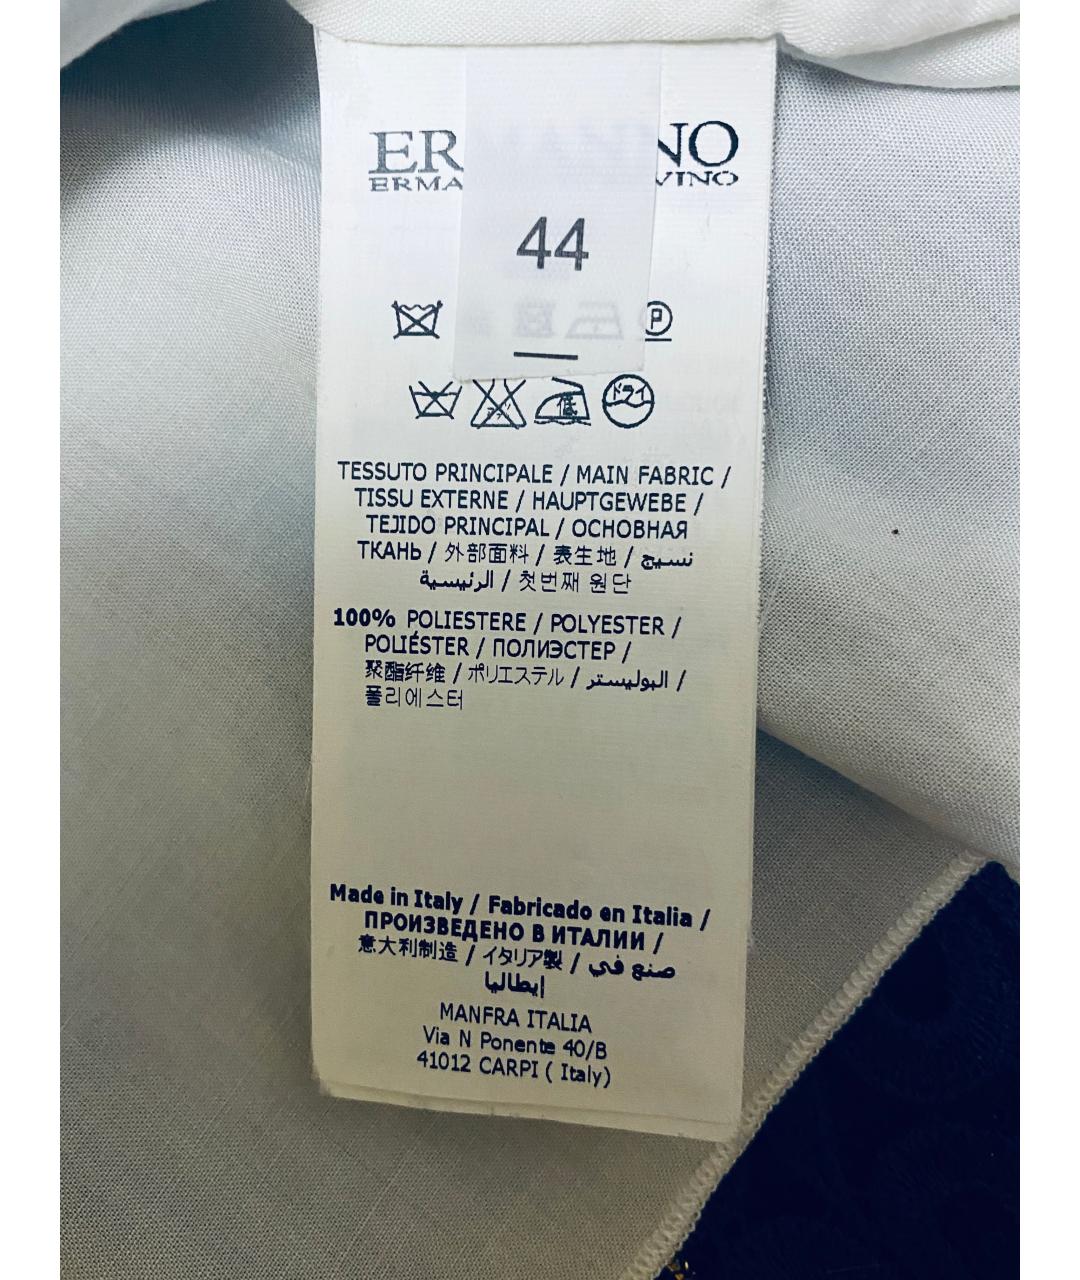 ER NO
ERMA VINO
44
P
ドライ
低
TESSUTO PRINCIPALE / MAIN FABRIC /
TISSU EXTERNE / HAUPTGEWEBE /
TEJIDO PRINCIPAL / ОСНОВНАЯ
ТКАНЬ / 外部面料 / 表生地 / نسيج
الرئيسية / 첫번째 원단
100% POLIESTERE / POLYESTER /
POLIÉSTER / ПОЛИЭСТЕР /
聚酯纤维 / ポリエステル / البوليستر /
폴리에스터
Made in Italy / Fabricado en Italia /
ПРОИЗВЕДЕНО В ИТАЛИИ /
意大利制造 / イタリア製 / صنع في
إيطاليا
MANFRA ITALIA
Via N Ponente 40/B
41012 CARPI ( Italy)